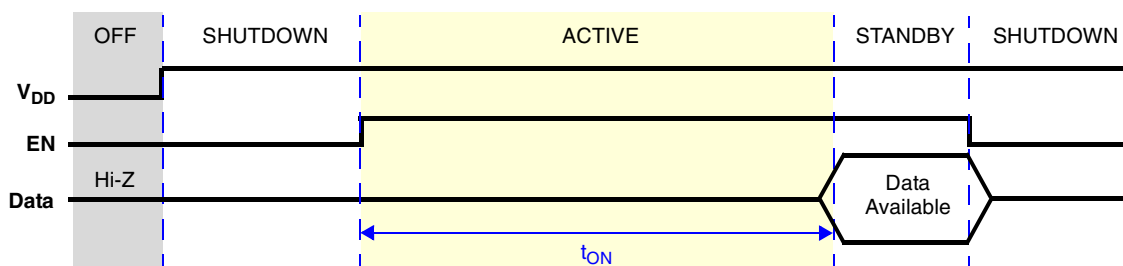 OFF SHUTDOWN ACTIVE STANDBY SHUTDOWN
VDD
EN
Hi-Z
Data
Data
Available
tON